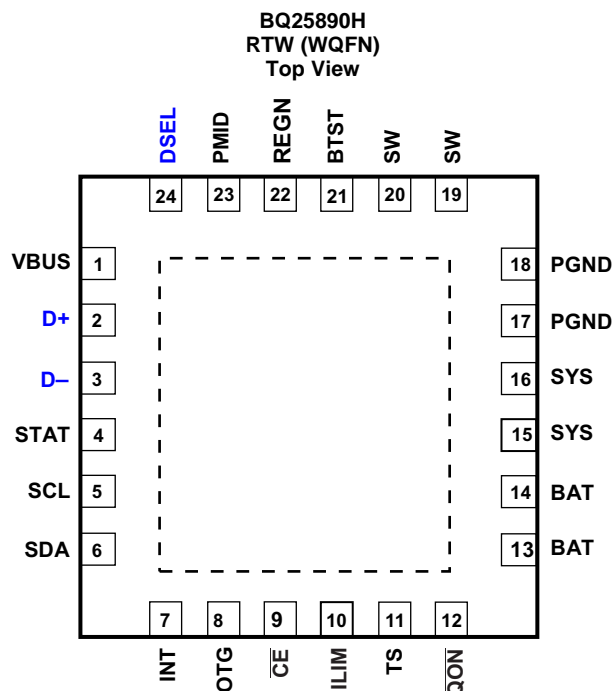 BQ25890H
RTW (WQFN)
Top View
DSEL PMID REGN BTST SW SW
24 23 22 21 20 19
VBUS 1 18 PGND
D+ 2 17 PGND
D– 3 16 SYS
STAT 4 15 SYS
SCL 5 14 BAT
SDA 6 13 BAT
7 8 9 10 11 12
INT OTG C̅E̅ ILIM TS Q̅O̅N̅